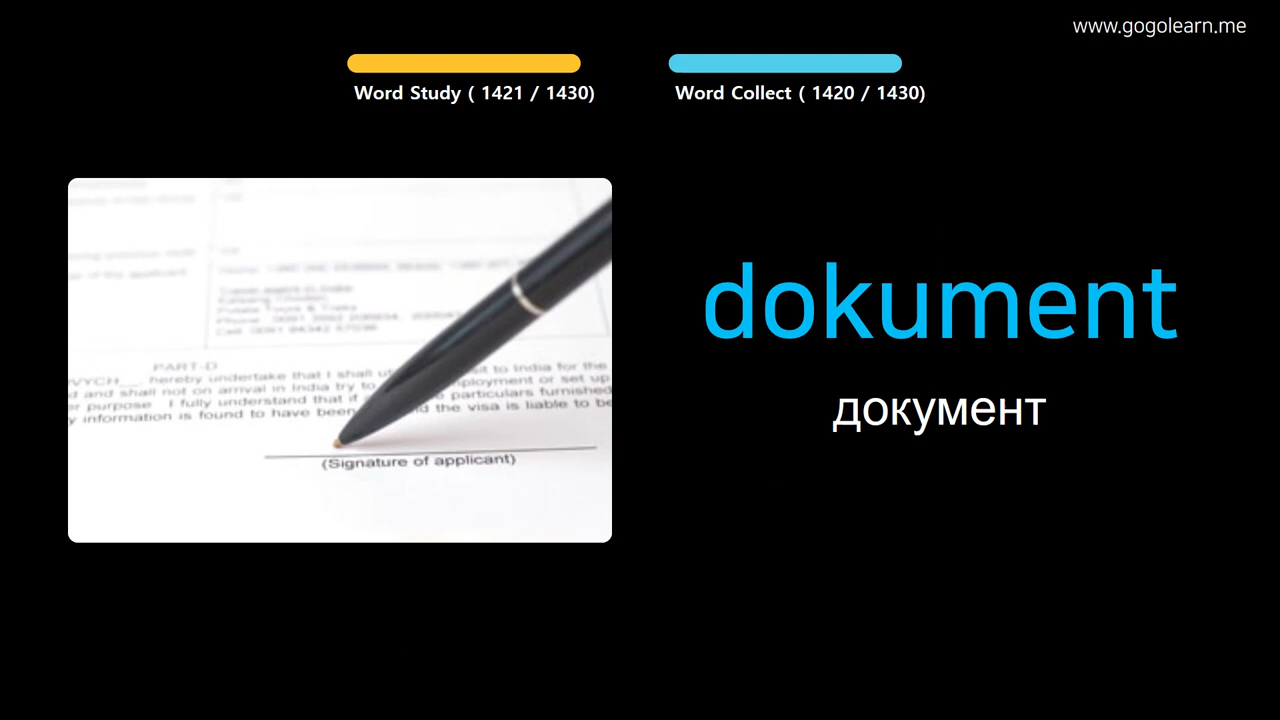 www.gogolearn.me
Word Study ( 1421 / 1430)
Word Collect ( 1420 / 1430)
dokument
документ
PART-D
VYCH__, hereby undertake that I shall to India for the
d and shall not on arrival in India try to or set up
purpose I fully understand that if particulars furnished
information is found to have been d the visa is liable to be
(Signature of applicant)